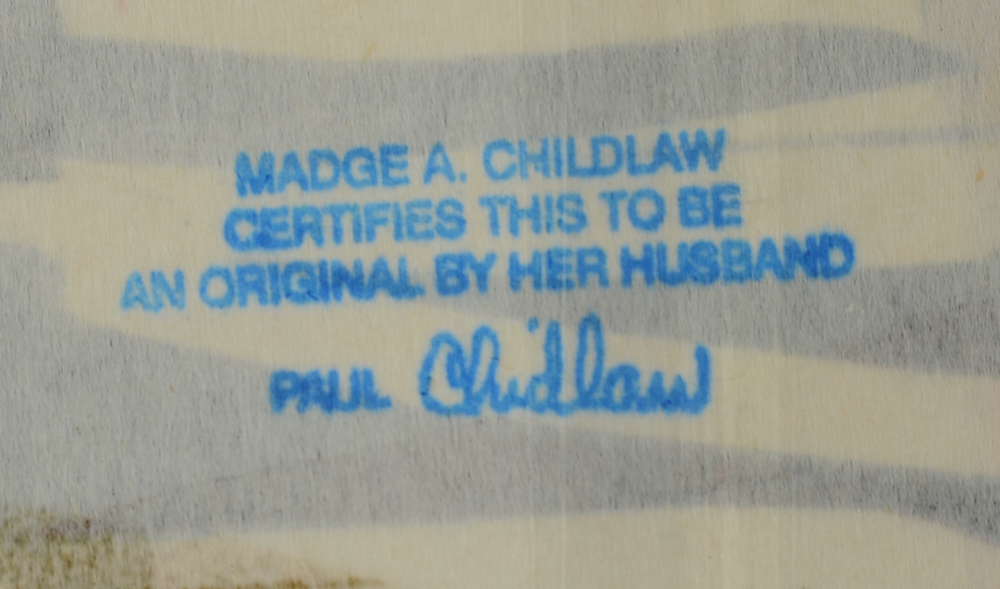 MADGE A. CHILDLAW
CERTIFIES THIS TO BE
AN ORIGINAL BY HER HUSBAND
PAUL Childlaw